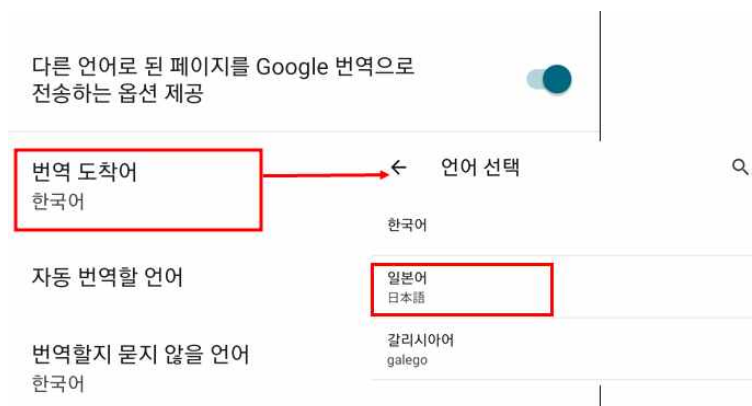 다른 언어로 된 페이지를 Google 번역으로
전송하는 옵션 제공
번역 도착어
한국어
자동 번역할 언어
번역할지 묻지 않을 언어
한국어
언어 선택
한국어
일본어
日本語
갈리시아어
galego